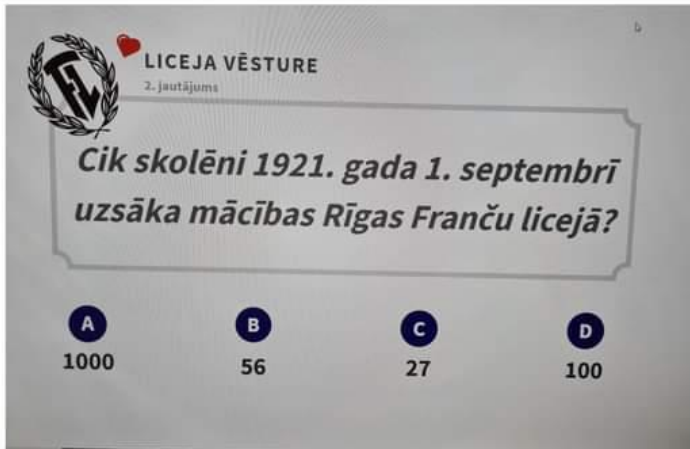 LICEJA VĒSTURE
2. jautājums
Cik skolēni 1921. gada 1. septembrī
uzsāka mācības Rīgas Franču licejā?
A
B
C
D
1000
56
27
100